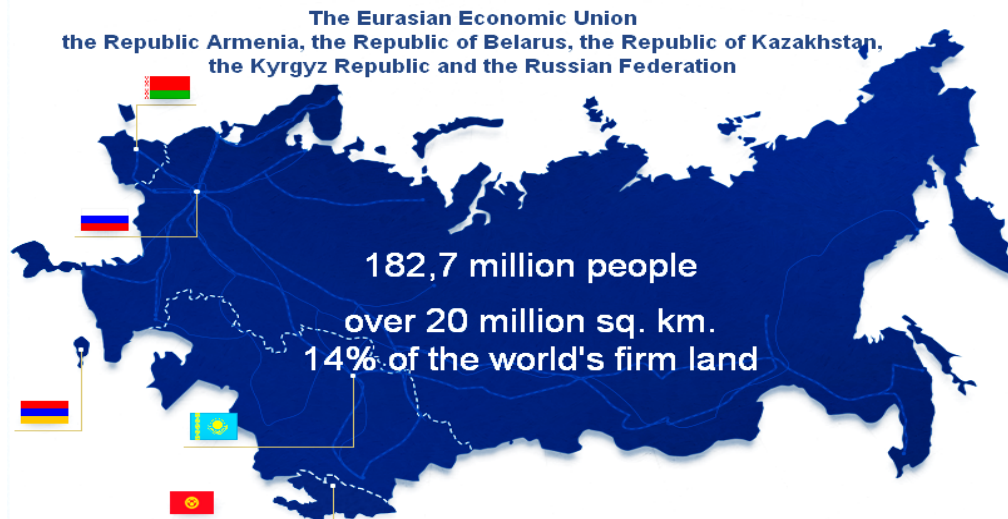 The Eurasian Economic Union
the Republic Armenia, the Republic of Belarus, the Republic of Kazakhstan,
the Kyrgyz Republic and the Russian Federation
182,7 million people
over 20 million sq. km.
14% of the world's firm land